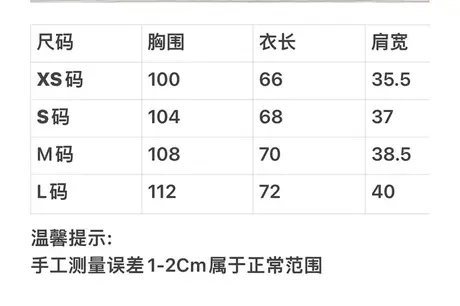 尺码 胸围 衣长 肩宽
XS码 100 66 35.5
S码 104 68 37
M码 108 70 38.5
L码 112 72 40
温馨提示：
手工测量误差1-2Cm属于正常范围